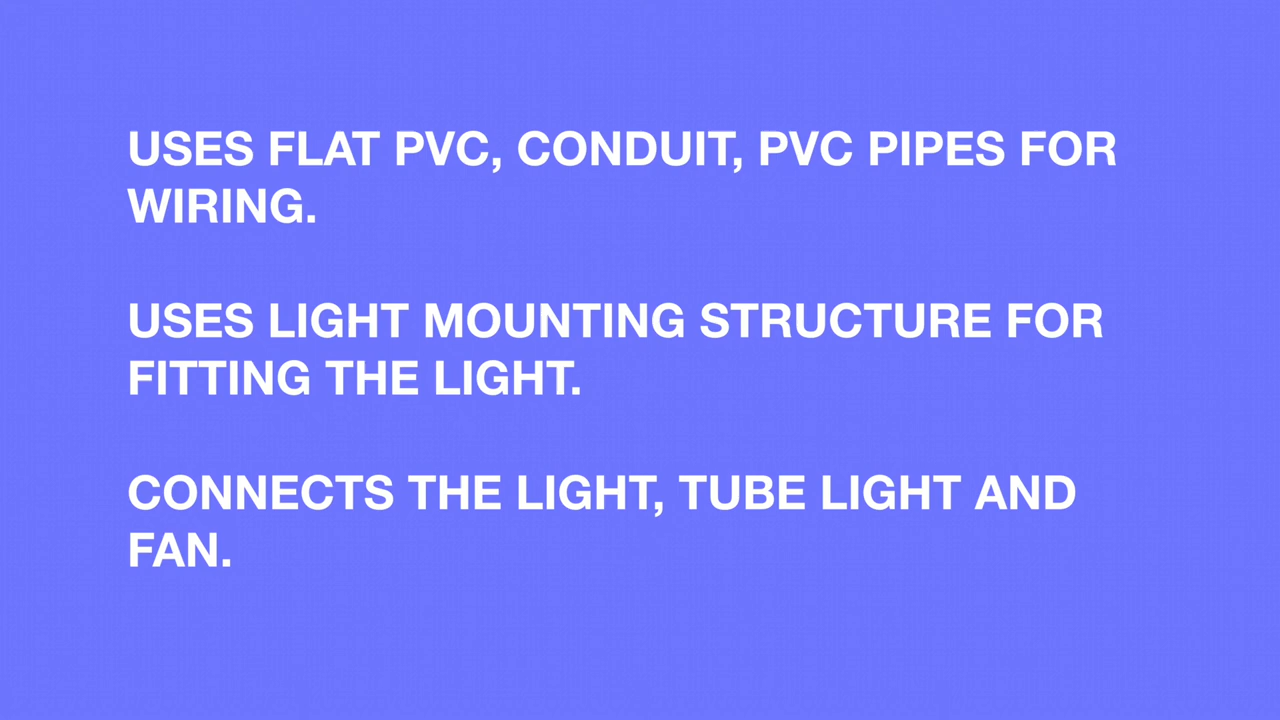 USES FLAT PVC, CONDUIT, PVC PIPES FOR
WIRING.
USES LIGHT MOUNTING STRUCTURE FOR
FITTING THE LIGHT.
CONNECTS THE LIGHT, TUBE LIGHT AND
FAN.